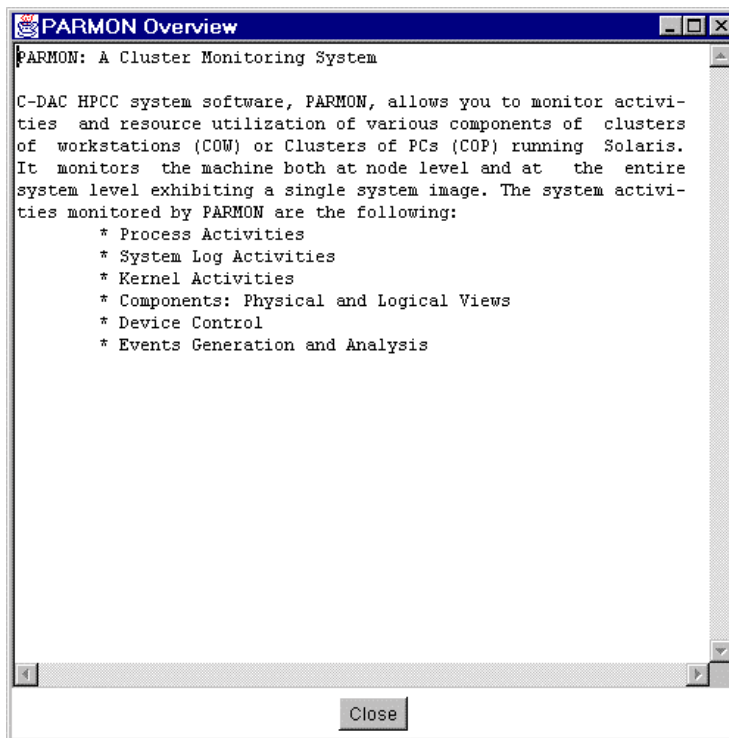 PARMON Overview
PARMON: A Cluster Monitoring System
C-DAC HPCC system software, PARMON, allows you to monitor activi-
ties and resource utilization of various components of clusters
of workstations (COW) or Clusters of PCs (COP) running Solaris.
It monitors the machine both at node level and at the entire
system level exhibiting a single system image. The system activi-
ties monitored by PARMON are the following:
* Process Activities
* System Log Activities
* Kernel Activities
* Components: Physical and Logical Views
* Device Control
* Events Generation and Analysis
Close